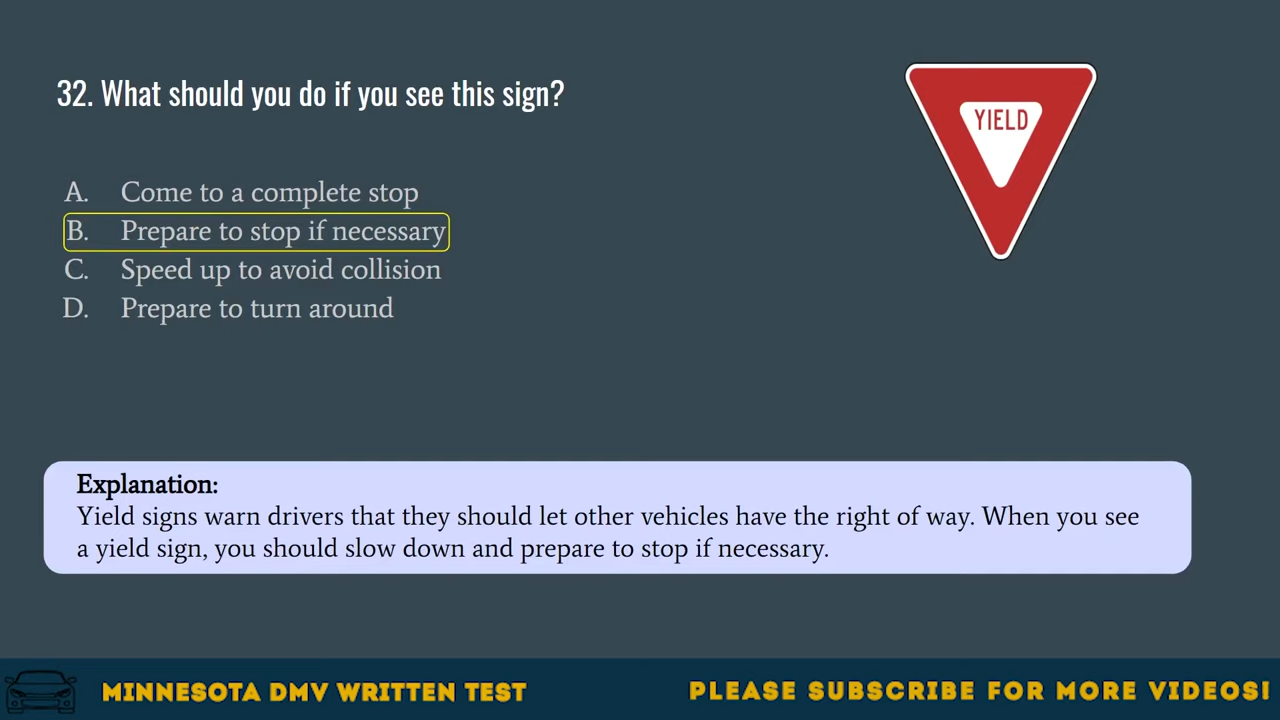 32. What should you do if you see this sign?
YIELD
A. Come to a complete stop
B. Prepare to stop if necessary
C. Speed up to avoid collision
D. Prepare to turn around
Explanation:
Yield signs warn drivers that they should let other vehicles have the right of way. When you see
a yield sign, you should slow down and prepare to stop if necessary.
MINNESOTA DMV WRITTEN TEST
PLEASE SUBSCRIBE FOR MORE VIDEOS!